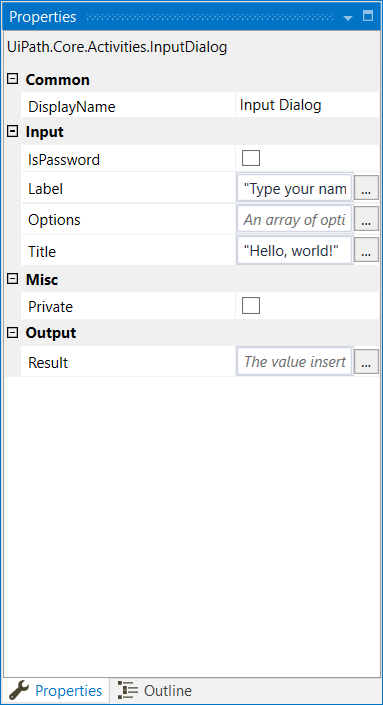 Properties
UiPath.Core.Activities.InputDialog
Common
DisplayName Input Dialog
Input
IsPassword
Label "Type your nam ...
Options An array of opti ...
Title "Hello, world!" ...
Misc
Private
Output
Result The value insert ...
Properties Outline